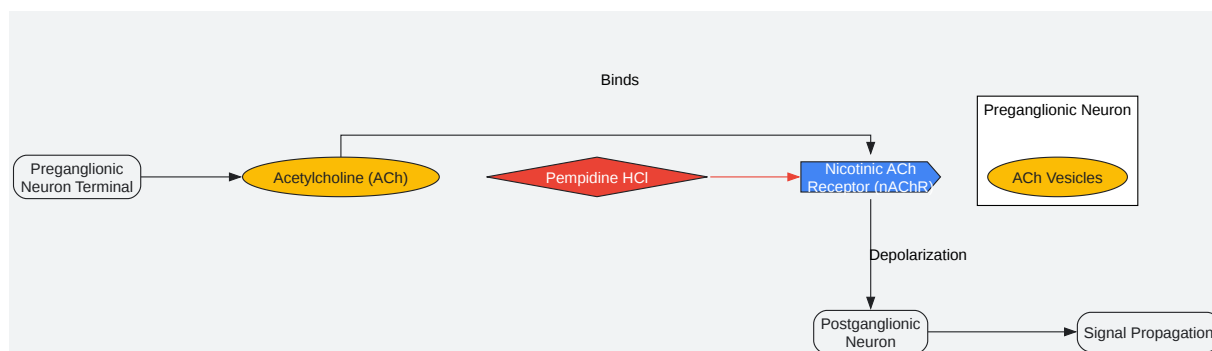 Binds
Preganglionic Neuron
Preganglionic
Neuron Terminal
Acetylcholine (ACh)
Pempidine HCl
Nicotinic ACh
Receptor (nAChR)
ACh Vesicles
Depolarization
Postganglionic
Neuron
Signal Propagation